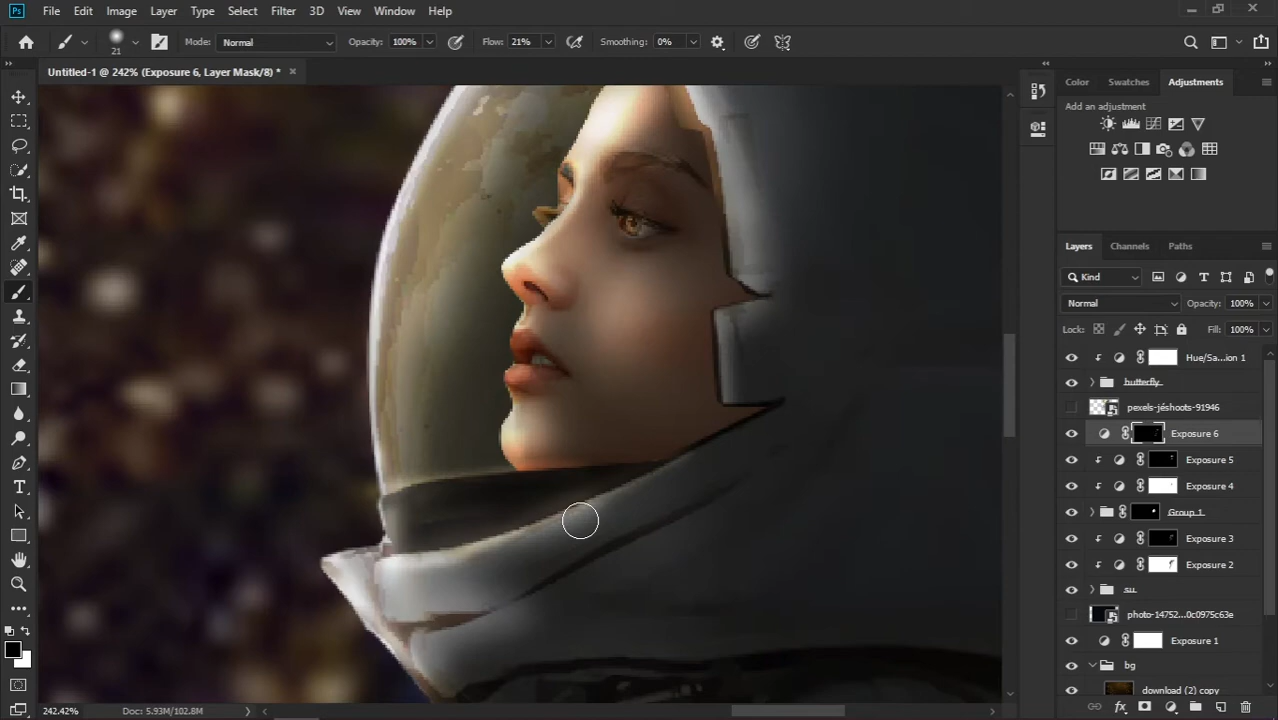 Ps File Edit Image Layer Type Select Filter 3D View Window Help
21 Mode: Normal Opacity: 100% Flow: 21% Smoothing: 0%
Untitled-1 @ 242% (Exposure 6, Layer Mask/8) * ×
Color Swatches Adjustments
Add an adjustment
Layers Channels Paths
Kind
Normal Opacity: 100%
Lock: Fill: 100%
Hue/Sa...ion 1
butterfly
pexels-jéshoots-91946
Exposure 6
Exposure 5
Exposure 4
Group 1
Exposure 3
Exposure 2
photo-14752...0c0975c63e
Exposure 1
bg
download (2) copy
242.42% Doc: 5.93M/102.8M